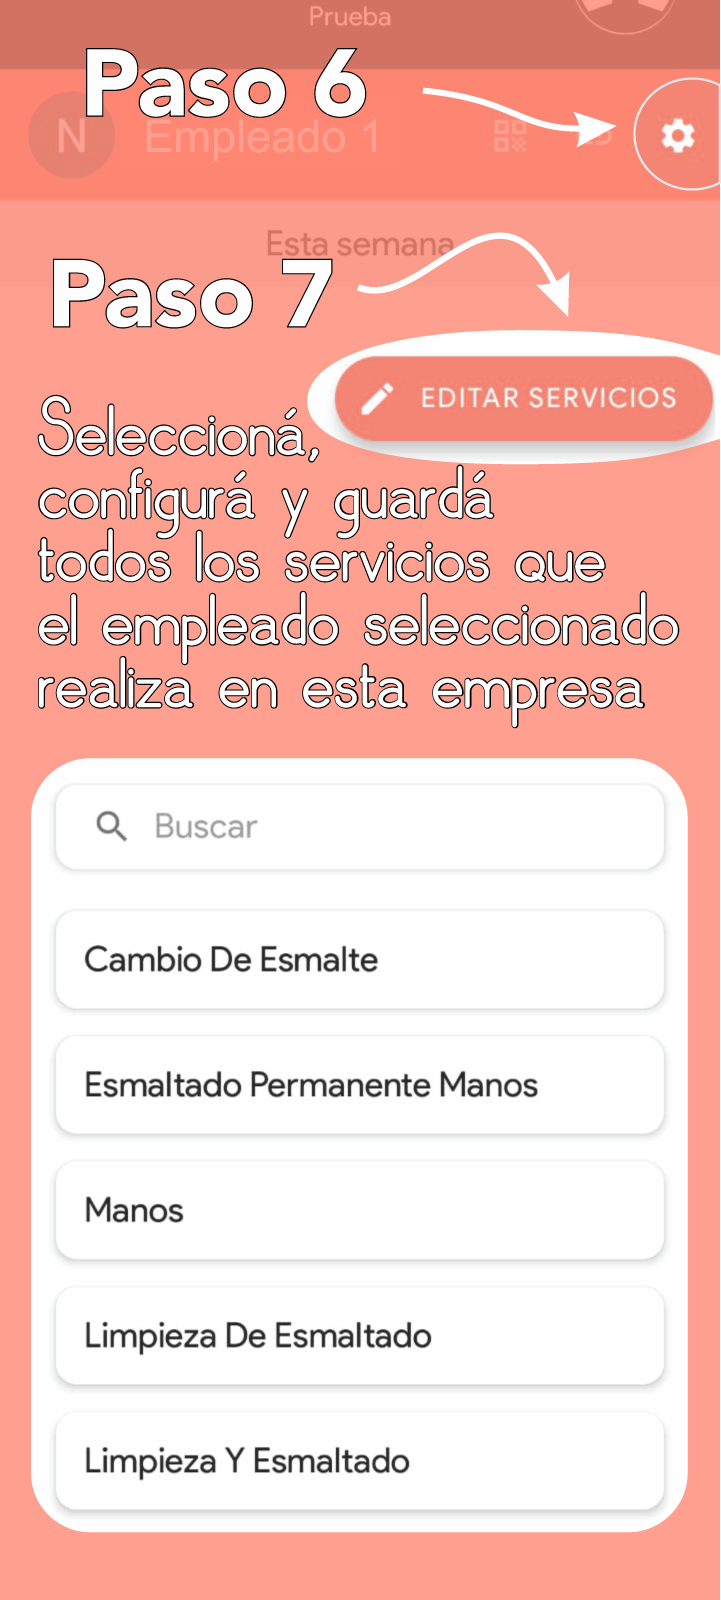 Prueba
Paso 6
N
Empleado 1
Esta semana
Paso 7
EDITAR SERVICIOS
Seleccioná,
configurá y guardá
todos los servicios que
el empleado seleccionado
realiza en esta empresa
Buscar
Cambio De Esmalte
Esmaltado Permanente Manos
Manos
Limpieza De Esmaltado
Limpieza Y Esmaltado